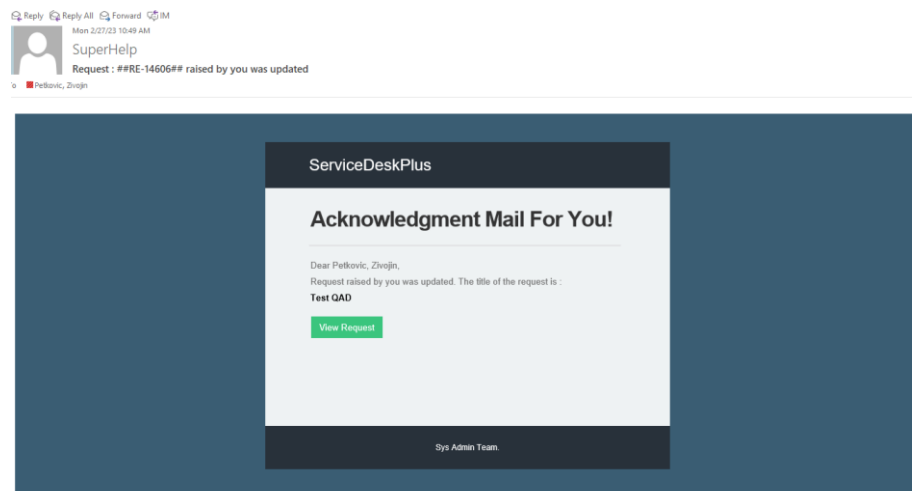 Reply Reply All Forward IM
Mon 2/27/23 10:49 AM
SuperHelp
Request : ##RE-14606## raised by you was updated
o Petkovic, Zivojin
ServiceDeskPlus
Acknowledgment Mail For You!
Dear Petkovic, Zivojin,
Request raised by you was updated. The title of the request is :
Test QAD
View Request
Sys Admin Team.